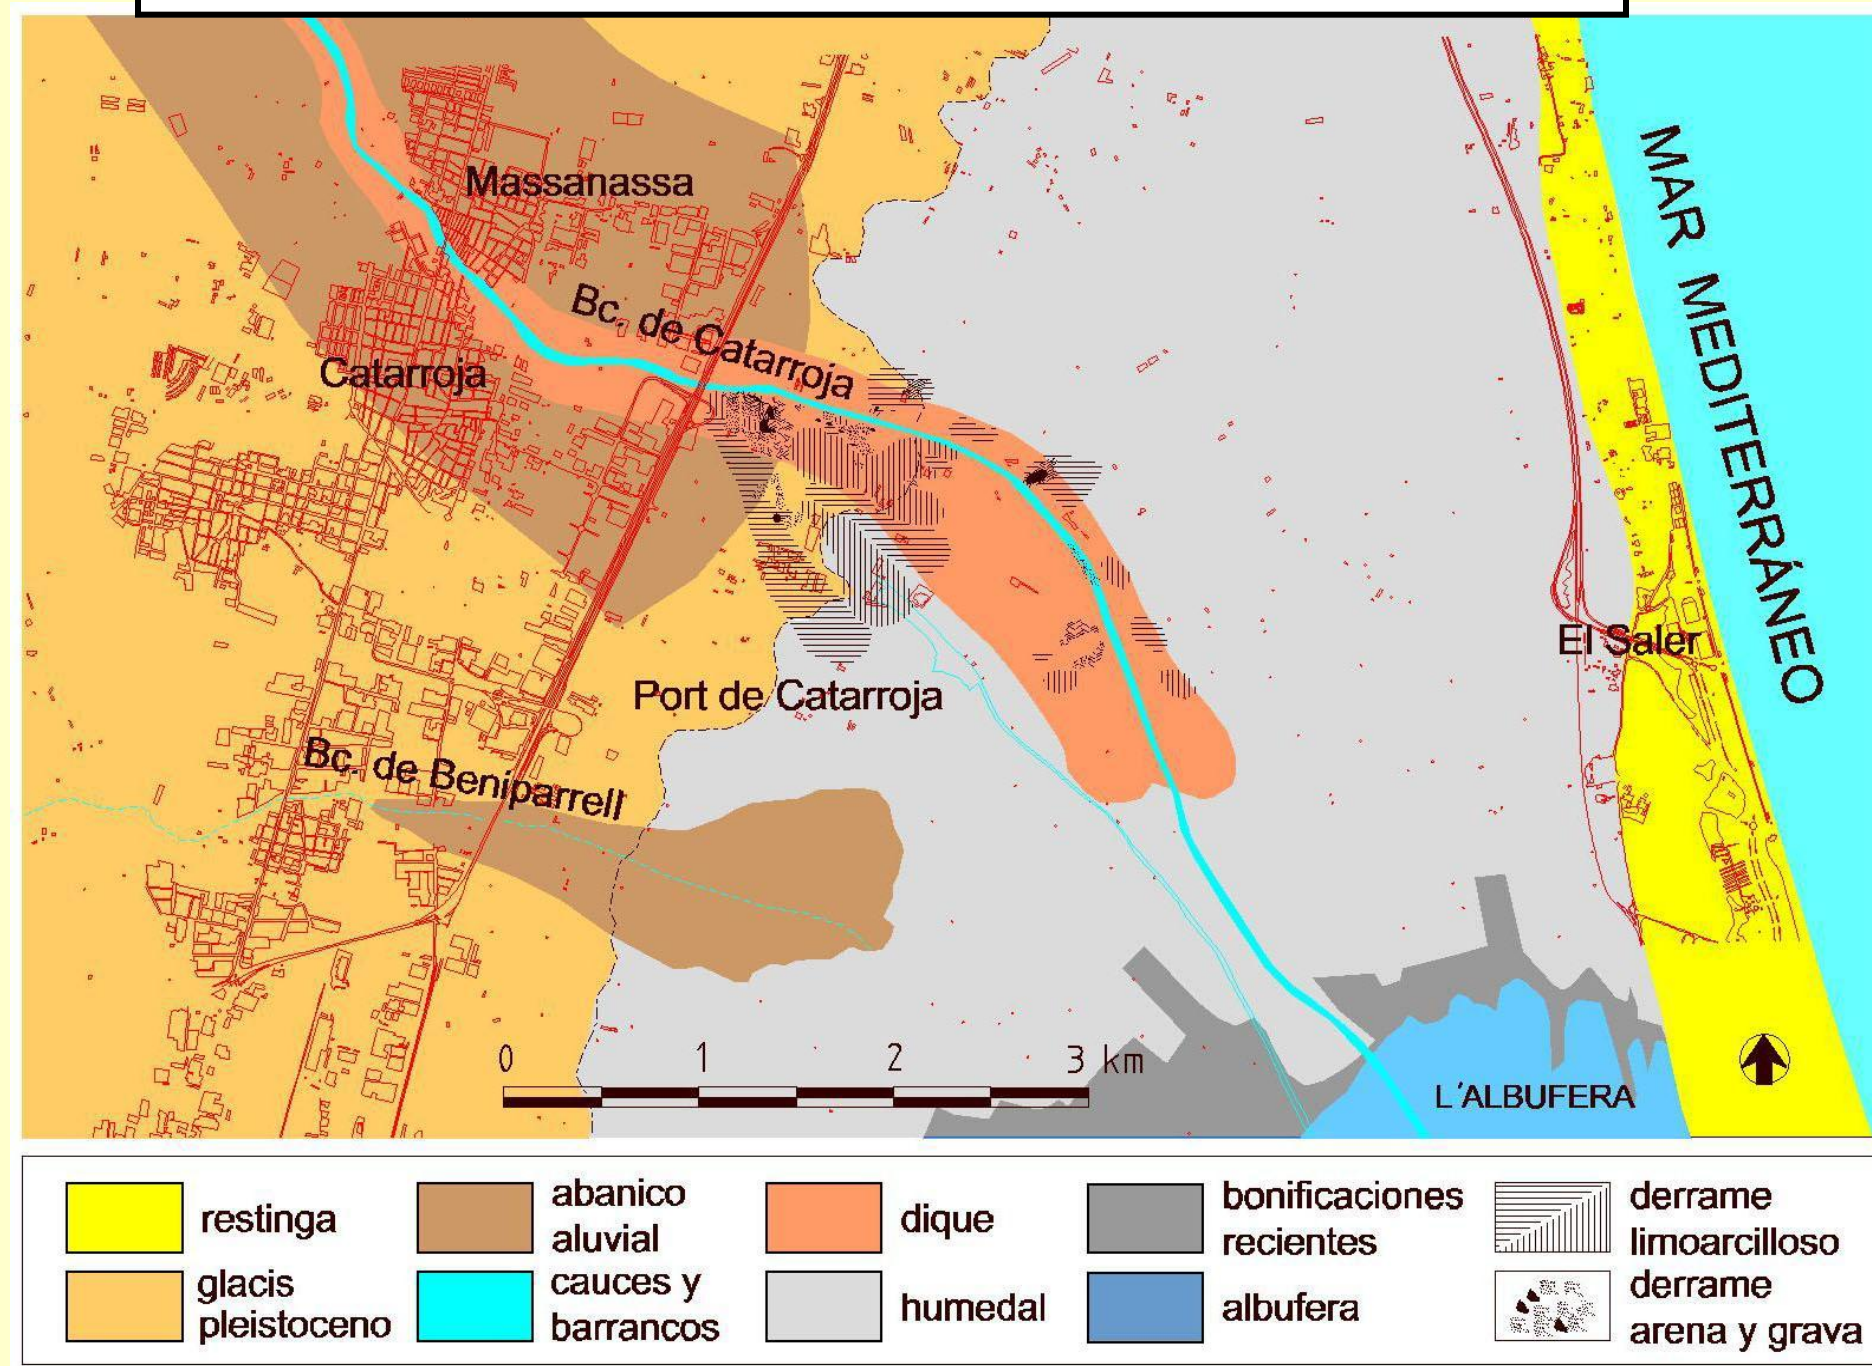 Massanassa
Bc. de Catarroja
Catarroja
MAR MEDITERRÁNEO
El Saler
Port de Catarroja
Bc. de Beniparrell
0 1 2 3 km
L'ALBUFERA
restinga
abanico
aluvial
dique
bonificaciones
recientes
derrame
limoarcilloso
glacis
pleistoceno
cauces y
barrancos
humedal
albufera
derrame
arena y grava